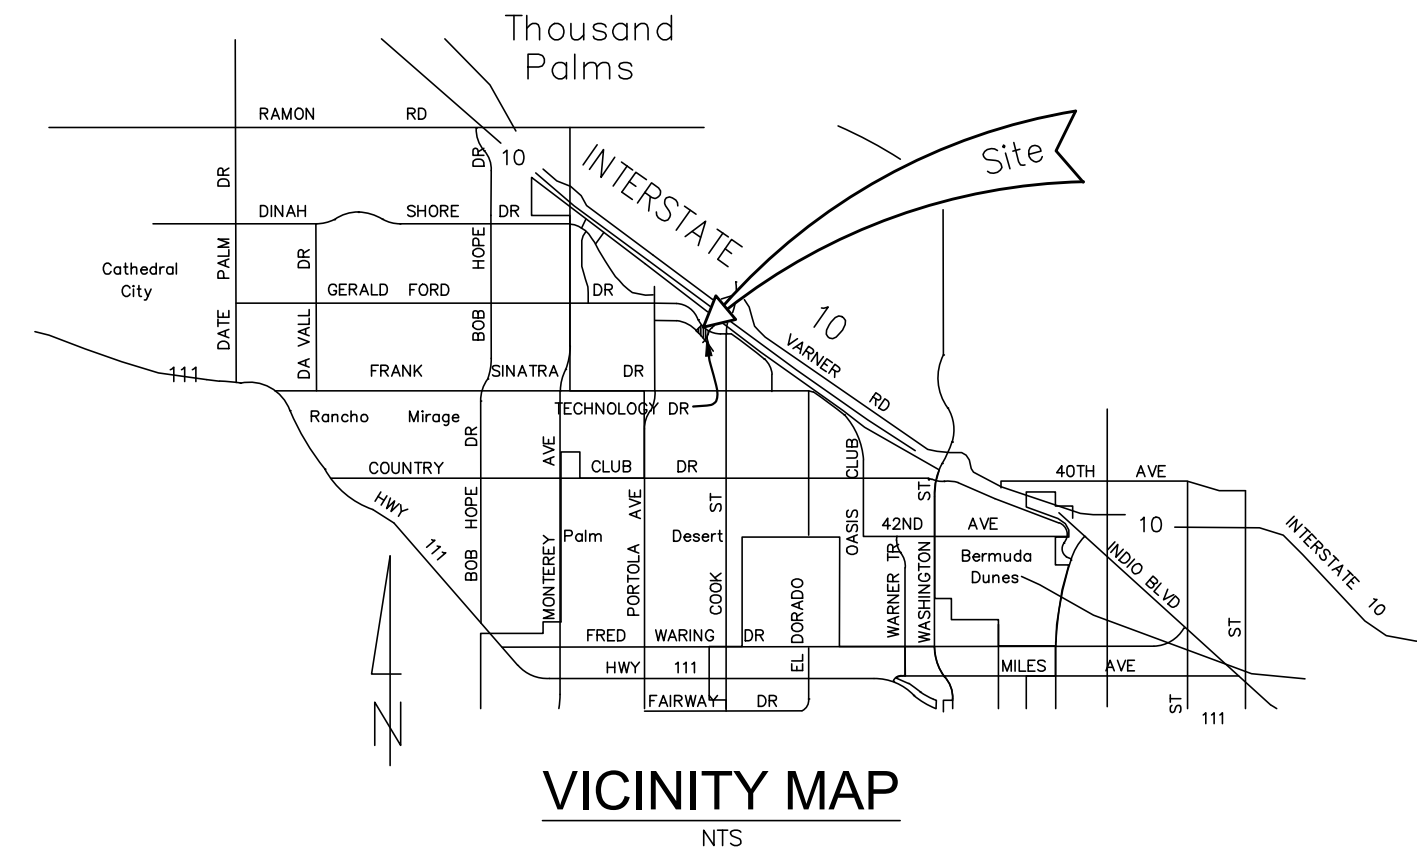 Thousand
Palms
RAMON RD
10
INTERSTATE
Site
DATE PALM DR
DINAH SHORE DR
BOB HOPE DR
Cathedral
City
DA VALL DR
GERALD FORD DR
10
VARNER RD
111
FRANK SINATRA DR
TECHNOLOGY DR
Rancho Mirage
COUNTRY CLUB DR
40TH AVE
HWY 111
BOB HOPE DR
MONTEREY AVE
PORTOLA AVE
COOK ST
OASIS CLUB
42ND AVE
WARNER TR
WASHINGTON ST
Palm Desert
Bermuda
Dunes
10
INDIO BLVD
INTERSTATE 10
EL DORADO
FRED WARING DR
HWY 111
MILES AVE
FAIRWAY DR
ST
ST
111
N
VICINITY MAP
NTS